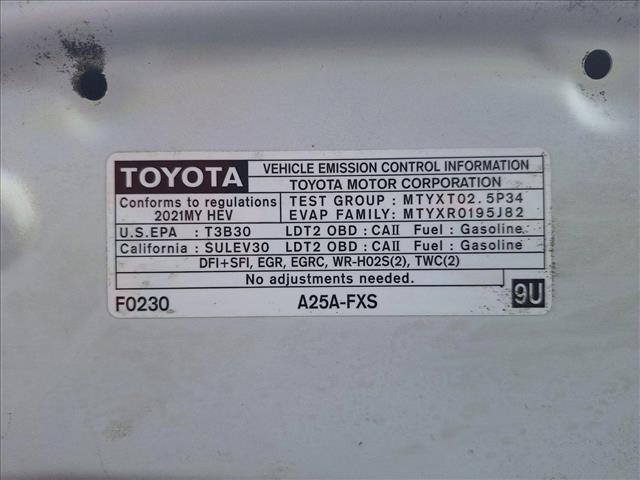 TOYOTA
VEHICLE EMISSION CONTROL INFORMATION
TOYOTA MOTOR CORPORATION
Conforms to regulations
2021MY HEV
TEST GROUP : MTYXT02.5P34
EVAP FAMILY: MTYXR0195J82
U.S.EPA : T3B30 LDT2 OBD : CAII Fuel : Gasoline
California : SULEV30 LDT2 OBD : CAII Fuel : Gasoline
DFI+SFI, EGR, EGRC, WR-HO2S(2), TWC(2)
No adjustments needed.
F0230 A25A-FXS 9U